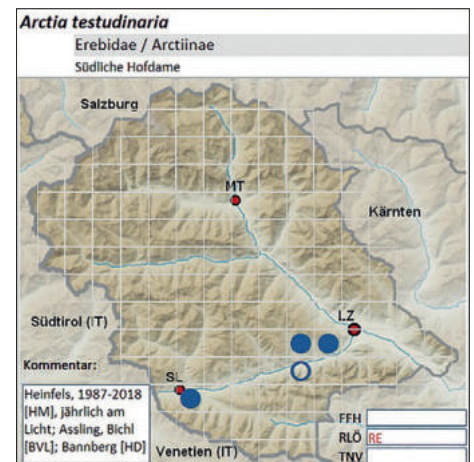 Arctia testudinaria
Erebidae / Arctiinae
Südliche Hofdame
Salzburg
MT
Kärnten
Südtirol (IT)
LZ
Kommentar:
SL
Heinfels, 1987-2018
[HM], jährlich am
Licht; Assling, Bichl
[BVL]; Bannberg [HD]
Venetien (IT)
FFH
RLÖ RE
TNV